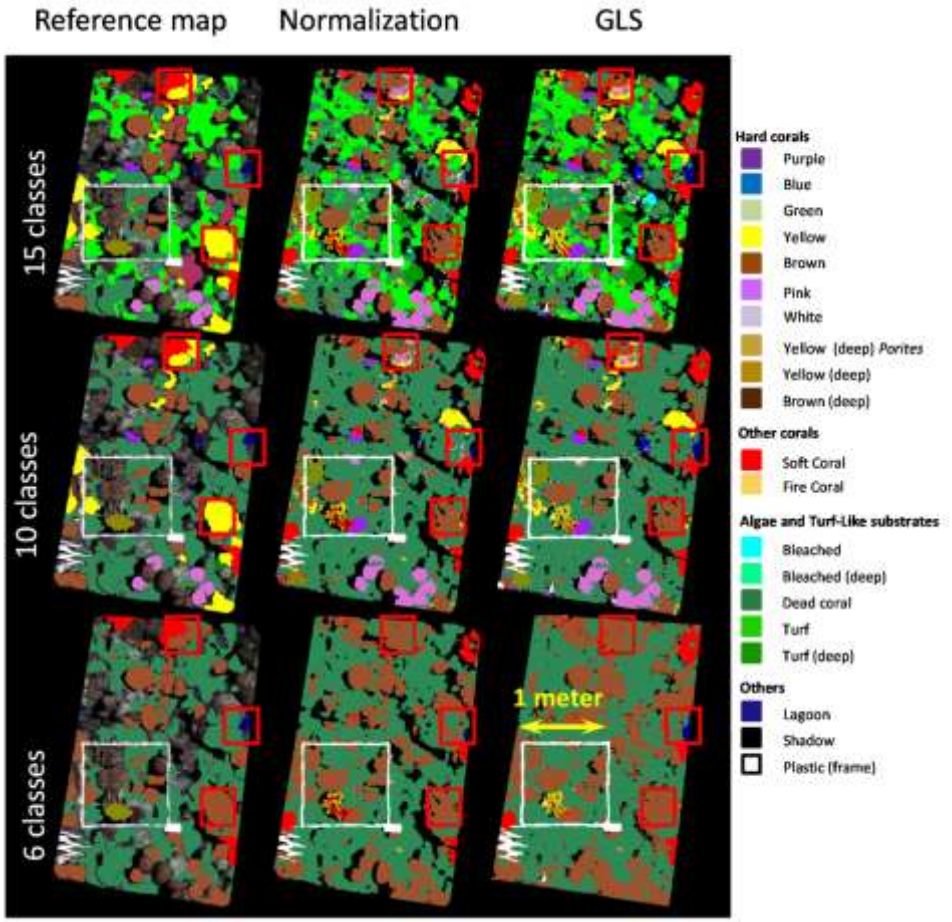 Reference map
Normalization
GLS
15 classes
10 classes
6 classes
1 meter
Hard corals
Purple
Blue
Green
Yellow
Brown
Pink
White
Yellow (deep) Porites
Yellow (deep)
Brown (deep)
Other corals
Soft Coral
Fire Coral
Algae and Turf-Like substrates
Bleached
Bleached (deep)
Dead coral
Turf
Turf (deep)
Others
Lagoon
Shadow
Plastic (frame)